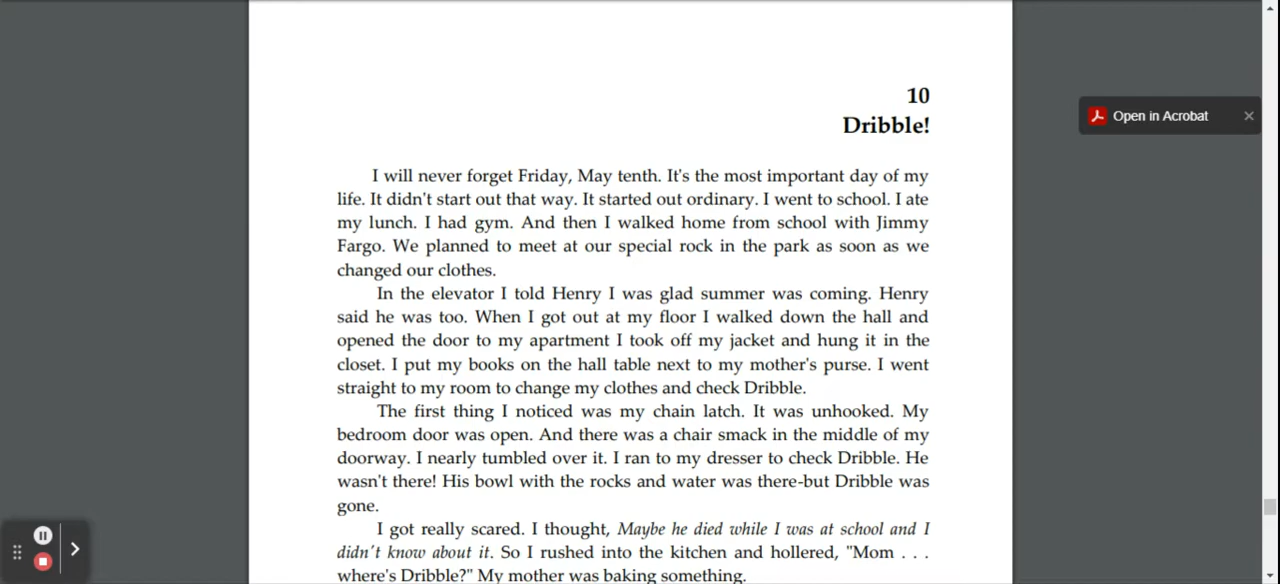 10
Dribble!
Open in Acrobat
I will never forget Friday, May tenth. It's the most important day of my
life. It didn't start out that way. It started out ordinary. I went to school. I ate
my lunch. I had gym. And then I walked home from school with Jimmy
Fargo. We planned to meet at our special rock in the park as soon as we
changed our clothes.
In the elevator I told Henry I was glad summer was coming. Henry
said he was too. When I got out at my floor I walked down the hall and
opened the door to my apartment I took off my jacket and hung it in the
closet. I put my books on the hall table next to my mother's purse. I went
straight to my room to change my clothes and check Dribble.
The first thing I noticed was my chain latch. It was unhooked. My
bedroom door was open. And there was a chair smack in the middle of my
doorway. I nearly tumbled over it. I ran to my dresser to check Dribble. He
wasn't there! His bowl with the rocks and water was there-but Dribble was
gone.
I got really scared. I thought, Maybe he died while I was at school and I
didn't know about it. So I rushed into the kitchen and hollered, "Mom . . .
where's Dribble?" My mother was baking something.